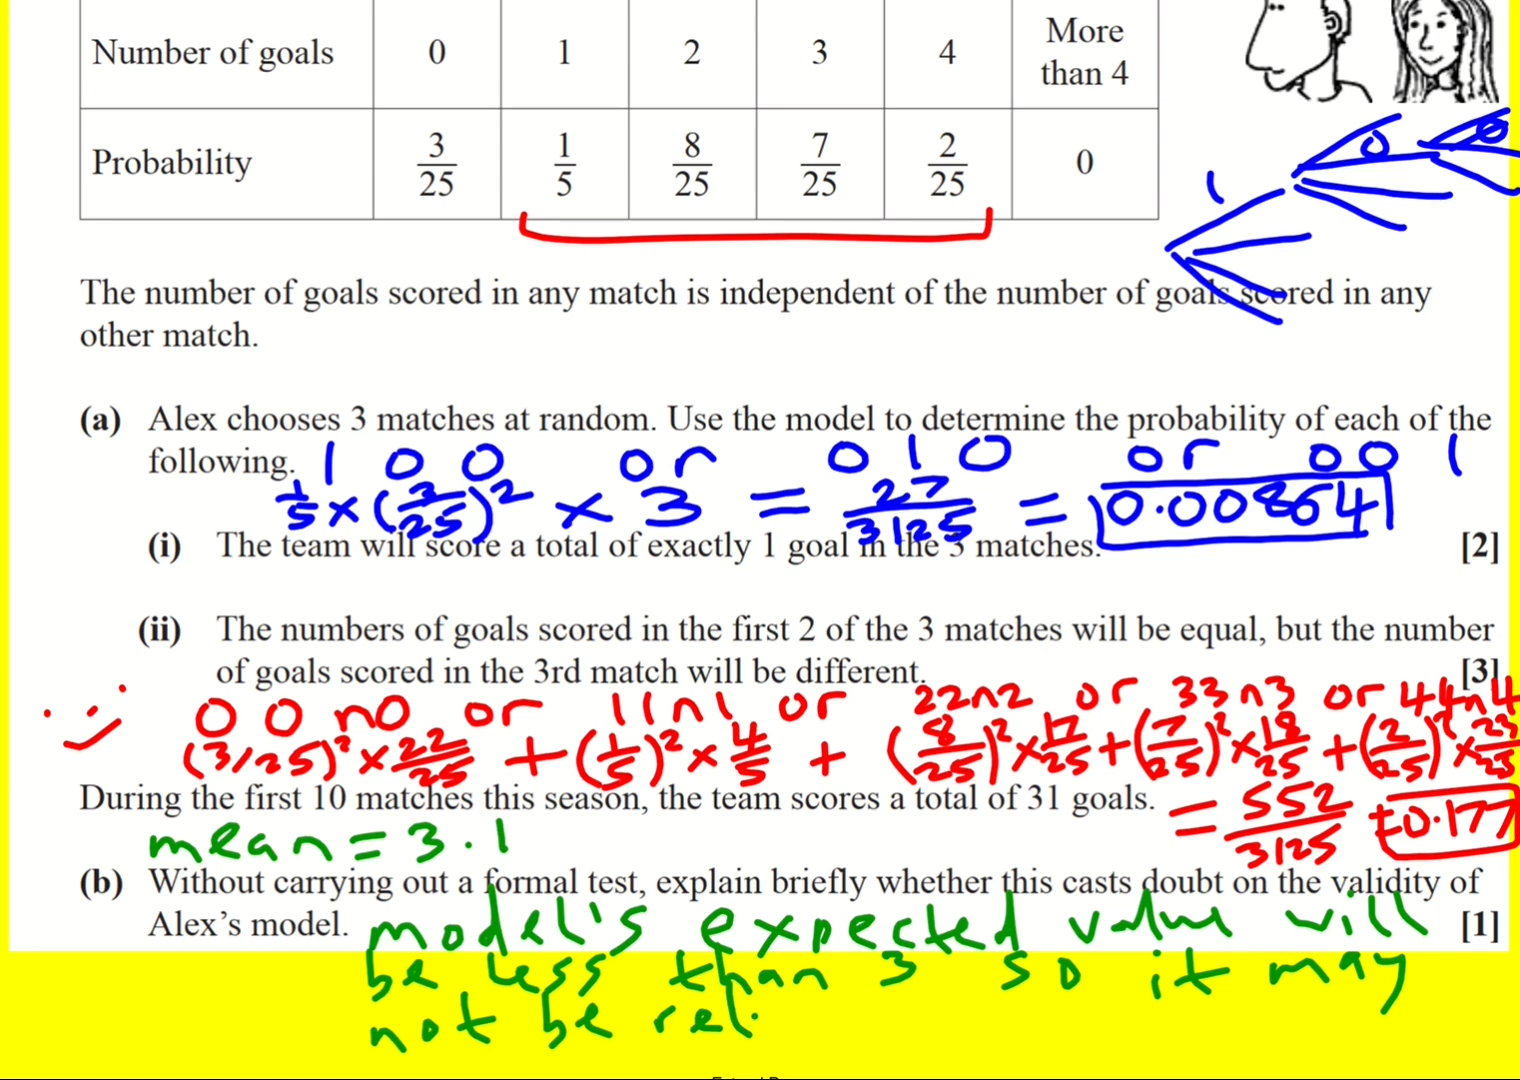 Number of goals 0 1 2 3 4 More than 4
Probability 3/25 1/5 8/25 7/25 2/25 0
1 0 0
The number of goals scored in any match is independent of the number of goals scored in any
other match.
(a) Alex chooses 3 matches at random. Use the model to determine the probability of each of the
following. 1 0 0 or 0 1 0 or 0 0 1
1/5 × (3/25)² × 3 = 27/3125 = 0.00864
(i) The team will score a total of exactly 1 goal in the 3 matches. [2]
(ii) The numbers of goals scored in the first 2 of the 3 matches will be equal, but the number
of goals scored in the 3rd match will be different. [3]
0 0 n0 or 1 1 n1 or 22n2 or 33n3 or 44n4
(3/25)² × 22/25 + (1/5)² × 4/5 + (8/25)² × 17/25 + (7/25)² × 18/25 + (2/25)² × 23/25
During the first 10 matches this season, the team scores a total of 31 goals.
= 552/3125 = 0.177
mean = 3.1
(b) Without carrying out a formal test, explain briefly whether this casts doubt on the validity of
Alex's model. [1]
model's expected value will
be less than 3 so it may
not be rel